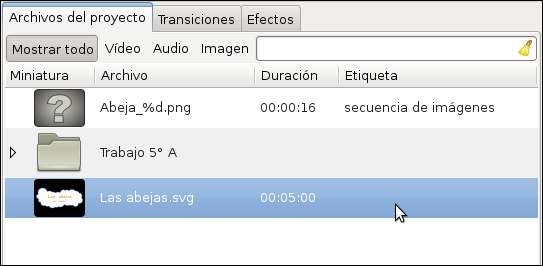 Archivos del proyecto Transiciones Efectos
Mostrar todo Vídeo Audio Imagen
Miniatura Archivo Duración Etiqueta
Abeja_%d.png 00:00:16 secuencia de imágenes
Trabajo 5° A
Las abejas.svg 00:05:00